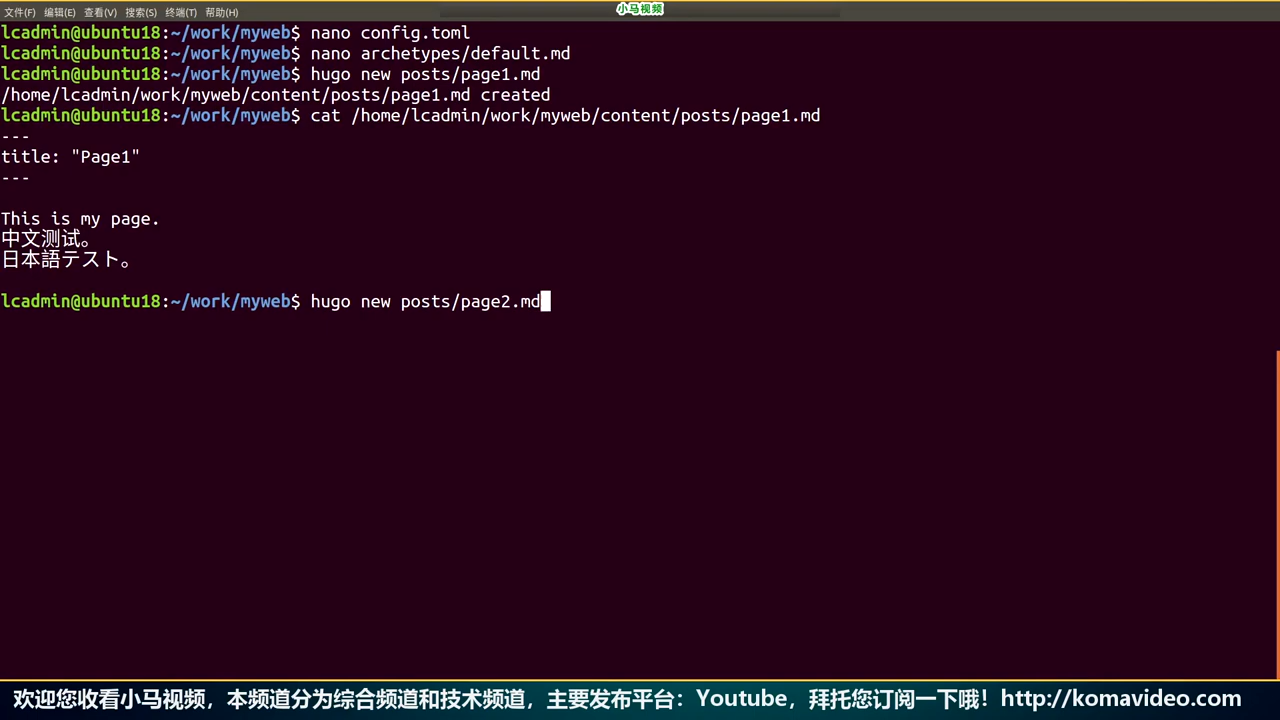 小马视频
文件(F) 编辑(E) 查看(V) 搜索(S) 终端(T) 帮助(H)
lcadmin@ubuntu18:~/work/myweb$ nano config.toml
lcadmin@ubuntu18:~/work/myweb$ nano archetypes/default.md
lcadmin@ubuntu18:~/work/myweb$ hugo new posts/page1.md
/home/lcadmin/work/myweb/content/posts/page1.md created
lcadmin@ubuntu18:~/work/myweb$ cat /home/lcadmin/work/myweb/content/posts/page1.md
---
title: "Page1"
---
This is my page.
中文测试。
日本語テスト。
lcadmin@ubuntu18:~/work/myweb$ hugo new posts/page2.md
欢迎您收看小马视频，本频道分为综合频道和技术频道，主要发布平台：Youtube，拜托您订阅一下哦！http://komavideo.com